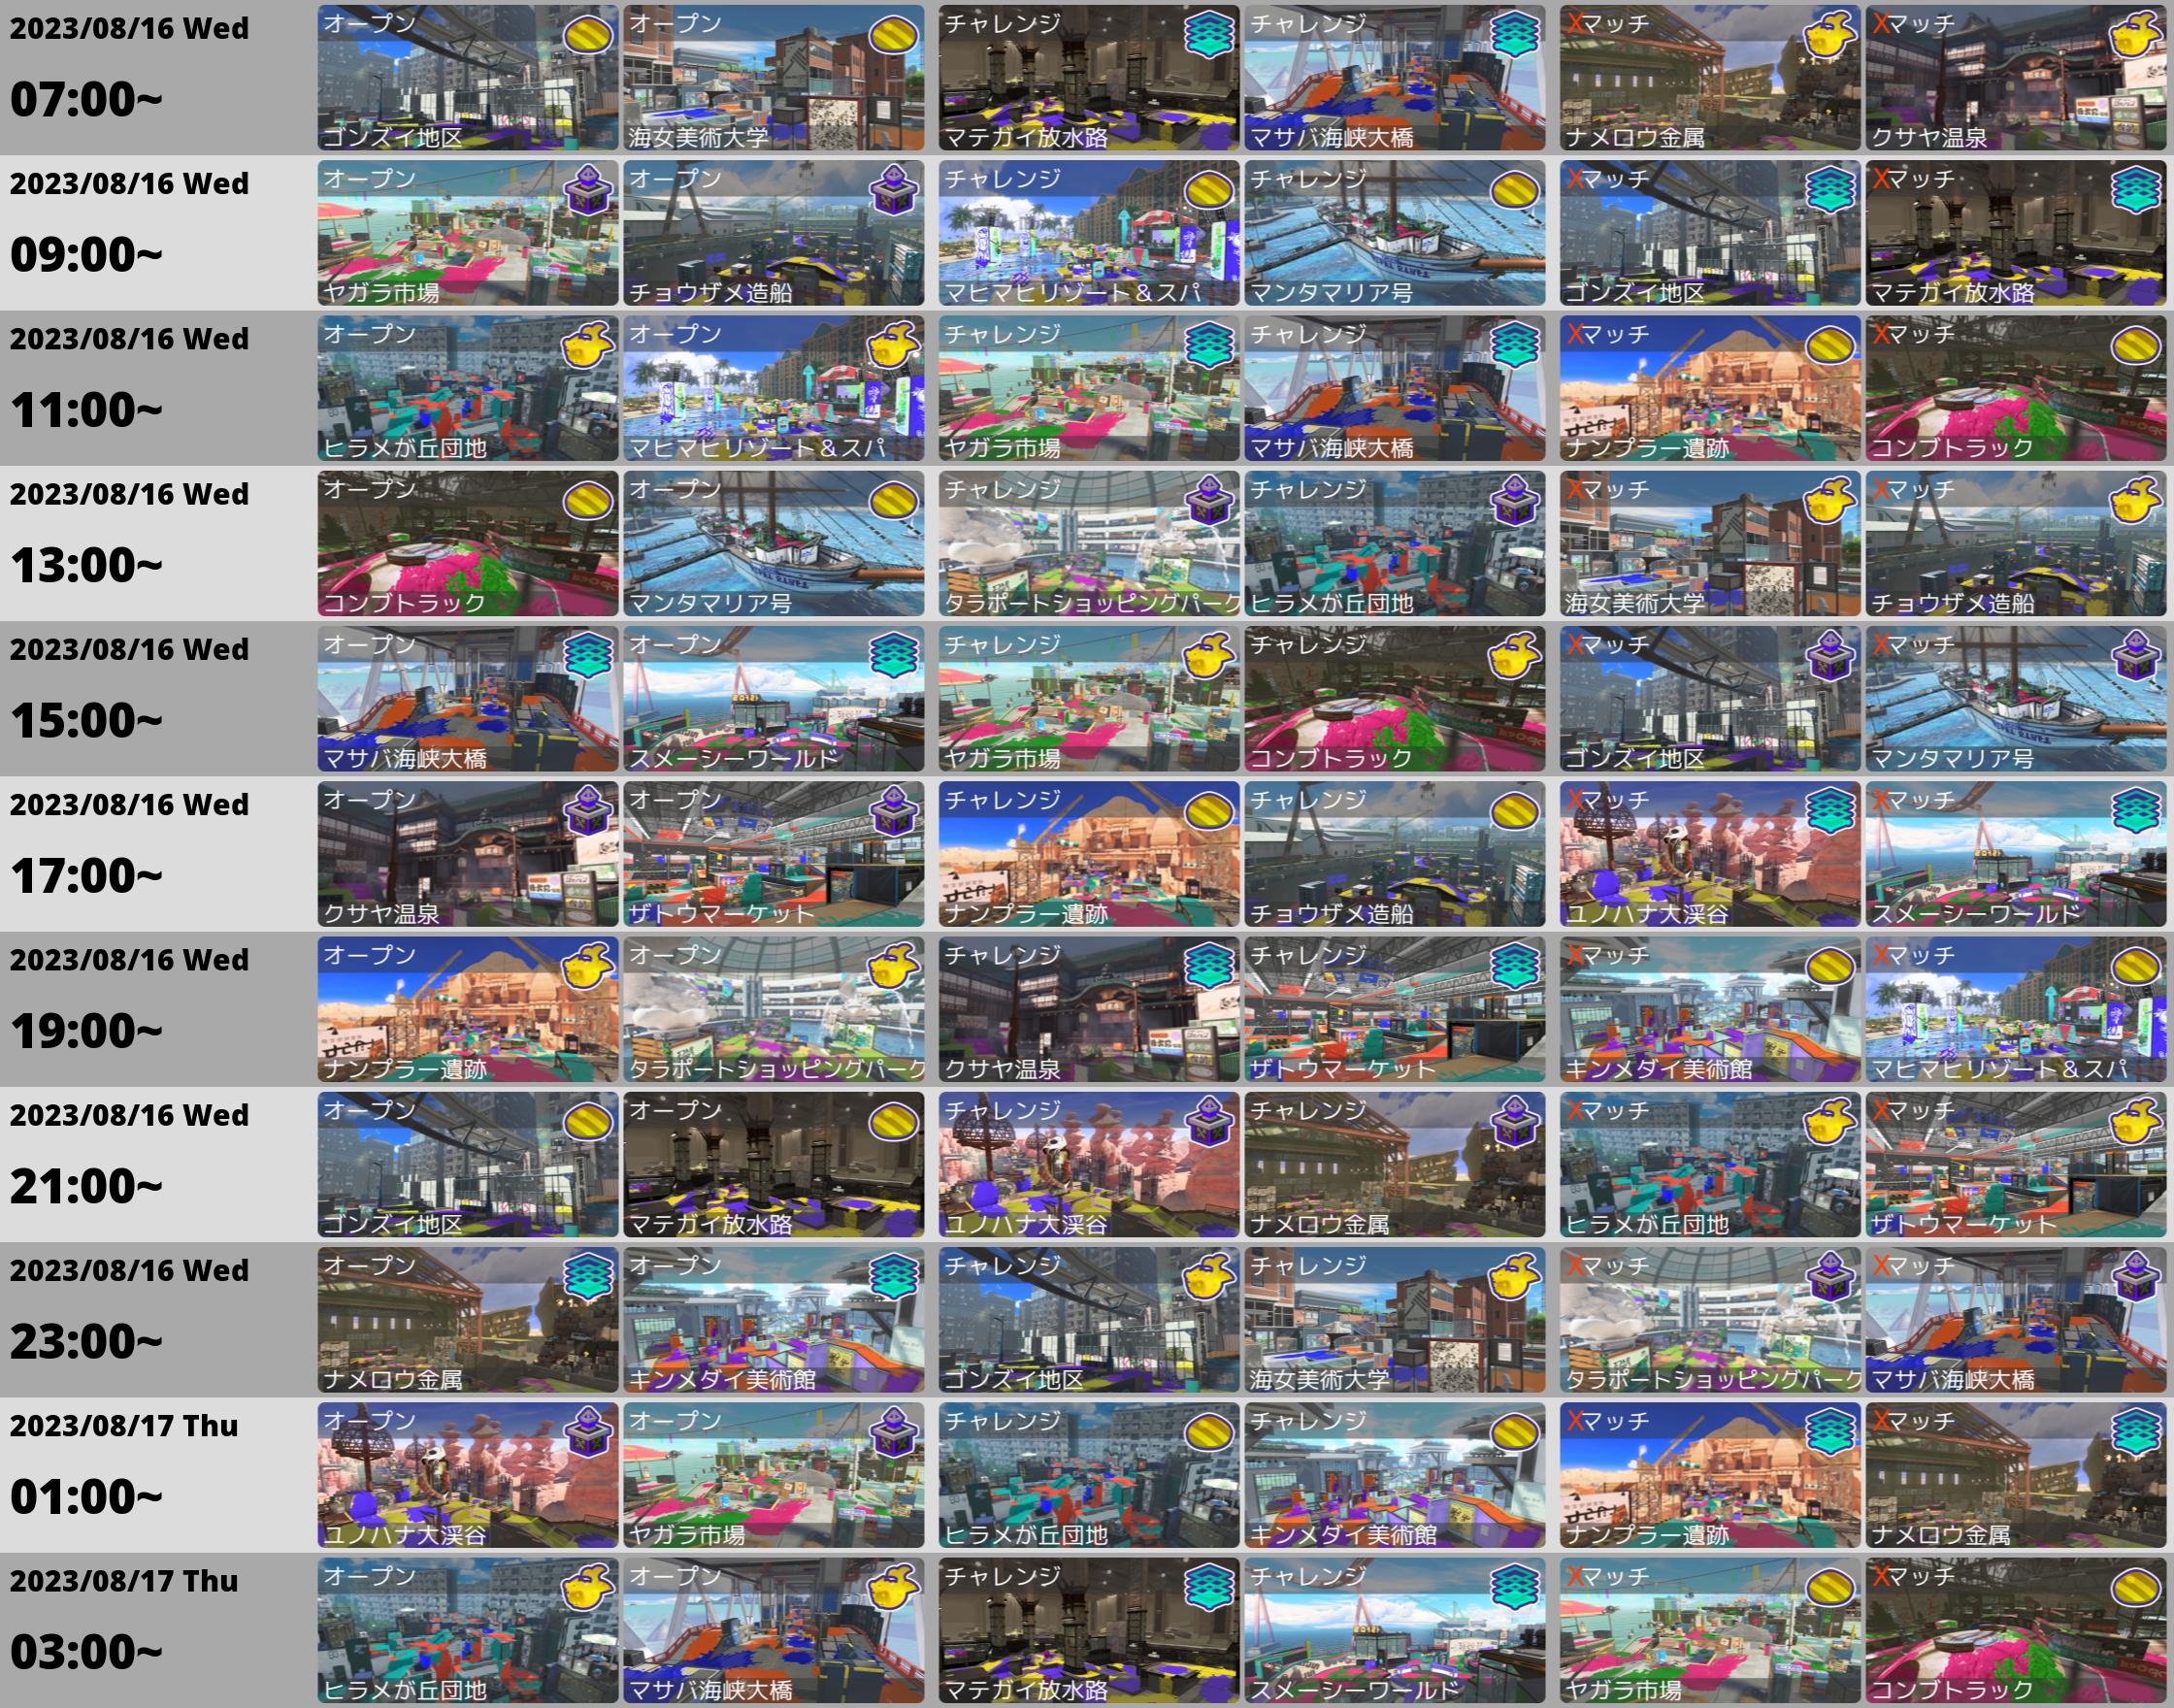 2023/08/16 Wed
07:00~
オープン オープン チャレンジ チャレンジ Xマッチ Xマッチ
ゴンズイ地区 海女美術大学 マテガイ放水路 マサバ海峡大橋 ナメロウ金属 クサヤ温泉
2023/08/16 Wed
09:00~
オープン オープン チャレンジ チャレンジ Xマッチ Xマッチ
ヤガラ市場 チョウザメ造船 マヒマヒリゾート＆スパ マンタマリア号 ゴンズイ地区 マテガイ放水路
2023/08/16 Wed
11:00~
オープン オープン チャレンジ チャレンジ Xマッチ Xマッチ
ヒラメが丘団地 マヒマヒリゾート＆スパ ヤガラ市場 マサバ海峡大橋 ナンプラー遺跡 コンブトラック
2023/08/16 Wed
13:00~
オープン オープン チャレンジ チャレンジ Xマッチ Xマッチ
コンブトラック マンタマリア号 タラポートショッピングパーク ヒラメが丘団地 海女美術大学 チョウザメ造船
2023/08/16 Wed
15:00~
オープン オープン チャレンジ チャレンジ Xマッチ Xマッチ
マサバ海峡大橋 スメーシーワールド ヤガラ市場 コンブトラック ゴンズイ地区 マンタマリア号
2023/08/16 Wed
17:00~
オープン オープン チャレンジ チャレンジ Xマッチ Xマッチ
クサヤ温泉 ザトウマーケット ナンプラー遺跡 チョウザメ造船 ユノハナ大渓谷 スメーシーワールド
2023/08/16 Wed
19:00~
オープン オープン チャレンジ チャレンジ Xマッチ Xマッチ
ナンプラー遺跡 タラポートショッピングパーク クサヤ温泉 ザトウマーケット キンメダイ美術館 マヒマヒリゾート＆スパ
2023/08/16 Wed
21:00~
オープン オープン チャレンジ チャレンジ Xマッチ Xマッチ
ゴンズイ地区 マテガイ放水路 ユノハナ大渓谷 ナメロウ金属 ヒラメが丘団地 ザトウマーケット
2023/08/16 Wed
23:00~
オープン オープン チャレンジ チャレンジ Xマッチ Xマッチ
ナメロウ金属 キンメダイ美術館 ゴンズイ地区 海女美術大学 タラポートショッピングパーク マサバ海峡大橋
2023/08/17 Thu
01:00~
オープン オープン チャレンジ チャレンジ Xマッチ Xマッチ
ユノハナ大渓谷 ヤガラ市場 ヒラメが丘団地 キンメダイ美術館 ナンプラー遺跡 ナメロウ金属
2023/08/17 Thu
03:00~
オープン オープン チャレンジ チャレンジ Xマッチ Xマッチ
ヒラメが丘団地 マサバ海峡大橋 マテガイ放水路 スメーシーワールド ヤガラ市場 コンブトラック